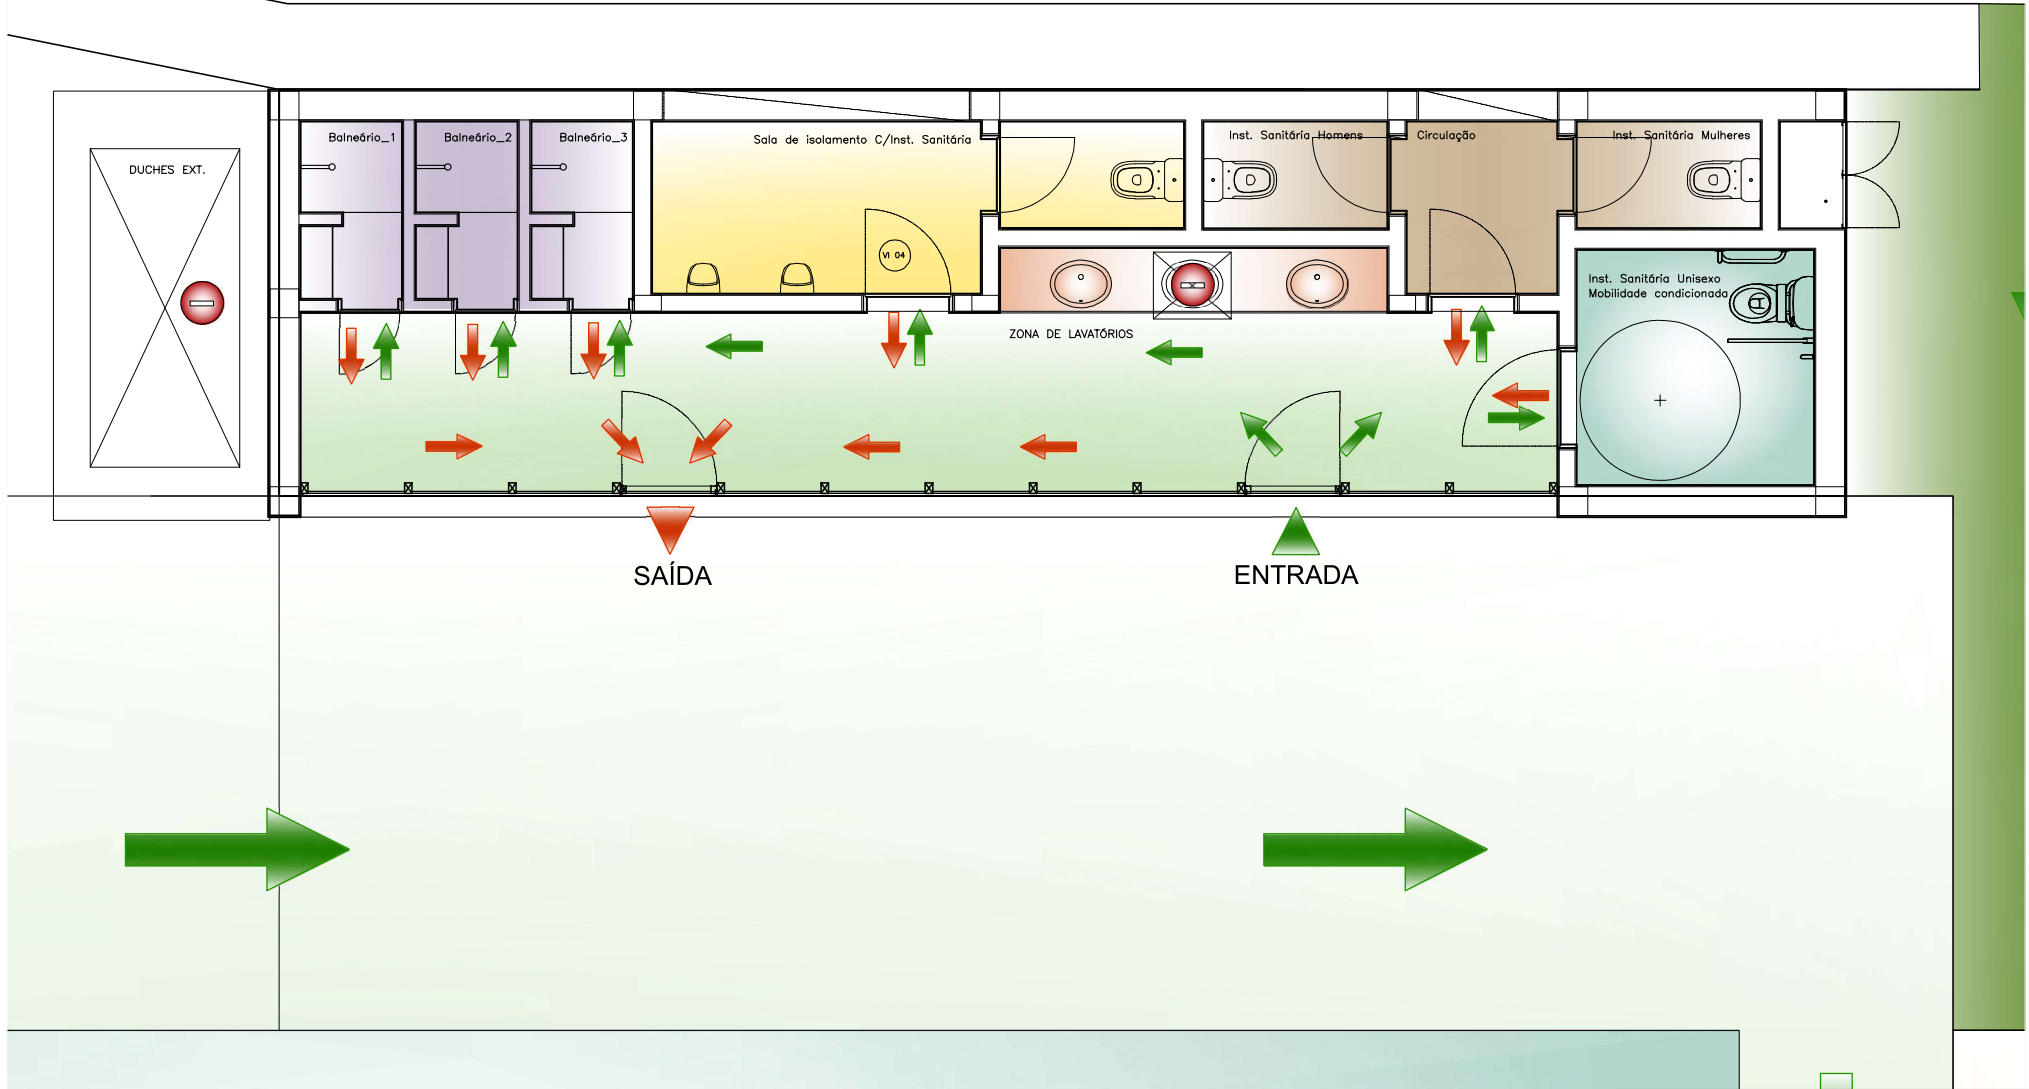 Balneário_1
Balneário_2
Balneário_3
Sala de isolamento C/Inst. Sanitária
Inst. Sanitária Homens
Circulação
Inst. Sanitária Mulheres
DUCHES EXT.
VI 04
Inst. Sanitária Unisexo
Mobilidade condicionada
ZONA DE LAVATÓRIOS
SAÍDA
ENTRADA